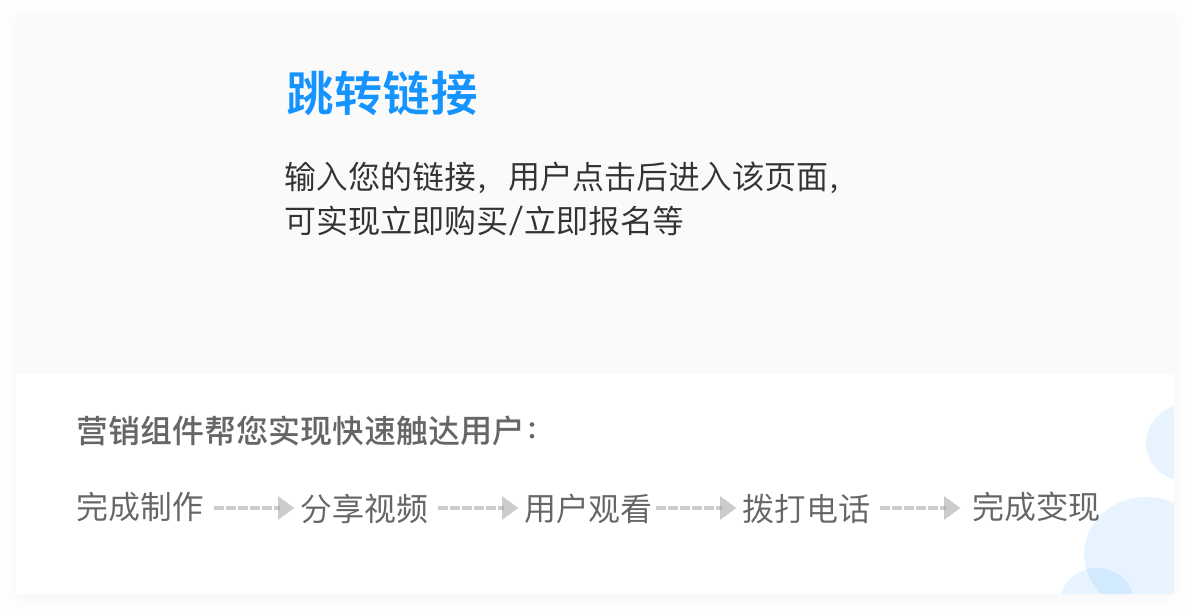 跳转链接
输入您的链接，用户点击后进入该页面，
可实现立即购买/立即报名等
营销组件帮您实现快速触达用户：
完成制作 分享视频 用户观看 拨打电话 完成变现